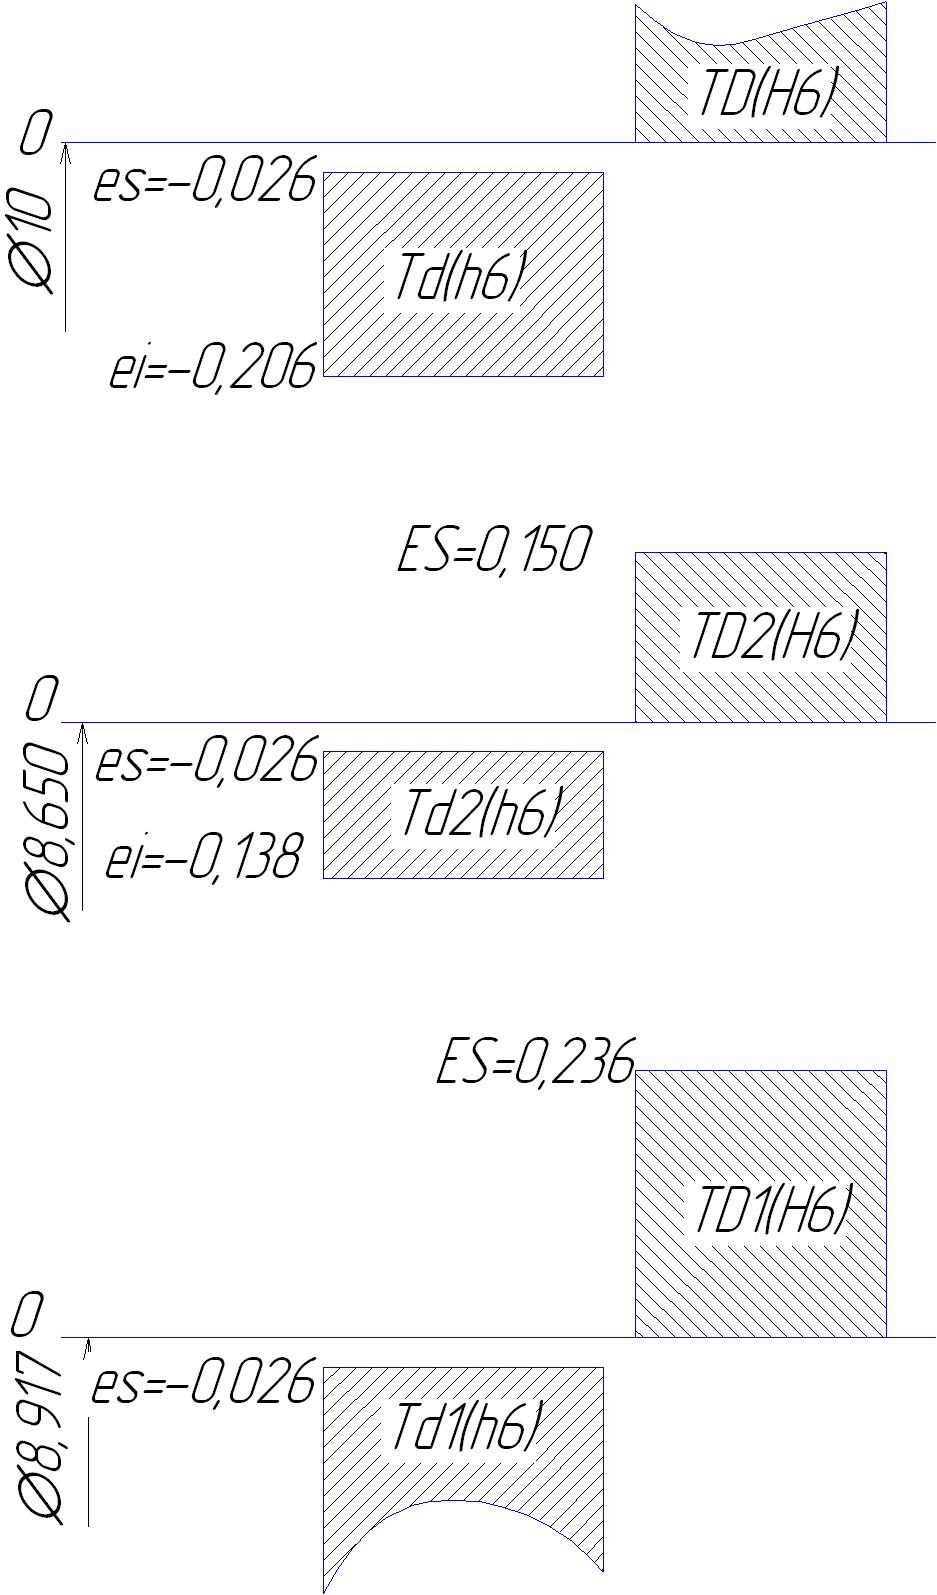 TD(H6)
0
es=-0,026
Ø10
Td(h6)
ei=-0,206
ES=0,150
TD2(H6)
0
es=-0,026
Ø8,650
Td2(h6)
ei=-0,138
ES=0,236
TD1(H6)
0
es=-0,026
Ø8,917
Td1(h6)